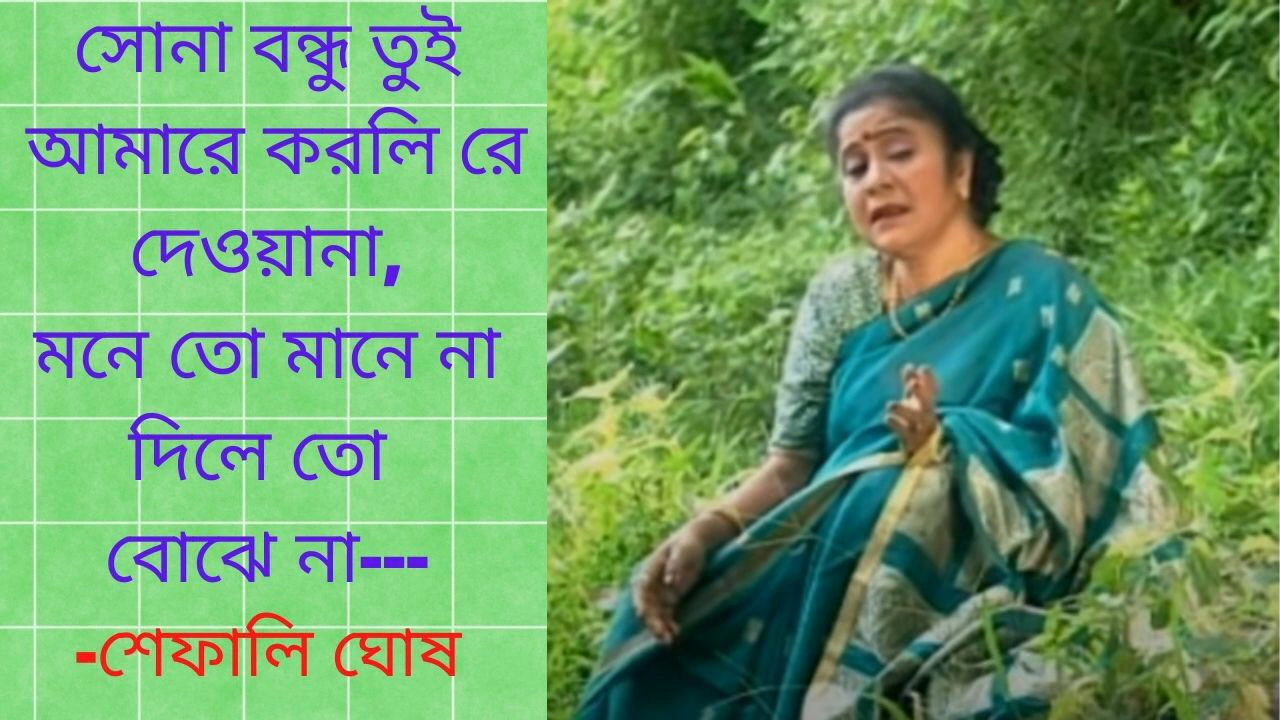 সোনা বন্ধু তুই
আমারে করলি রে
দেওয়ানা,
মনে তো মানে না
দিলে তো
বোঝে না---
-শেফালি ঘোষ